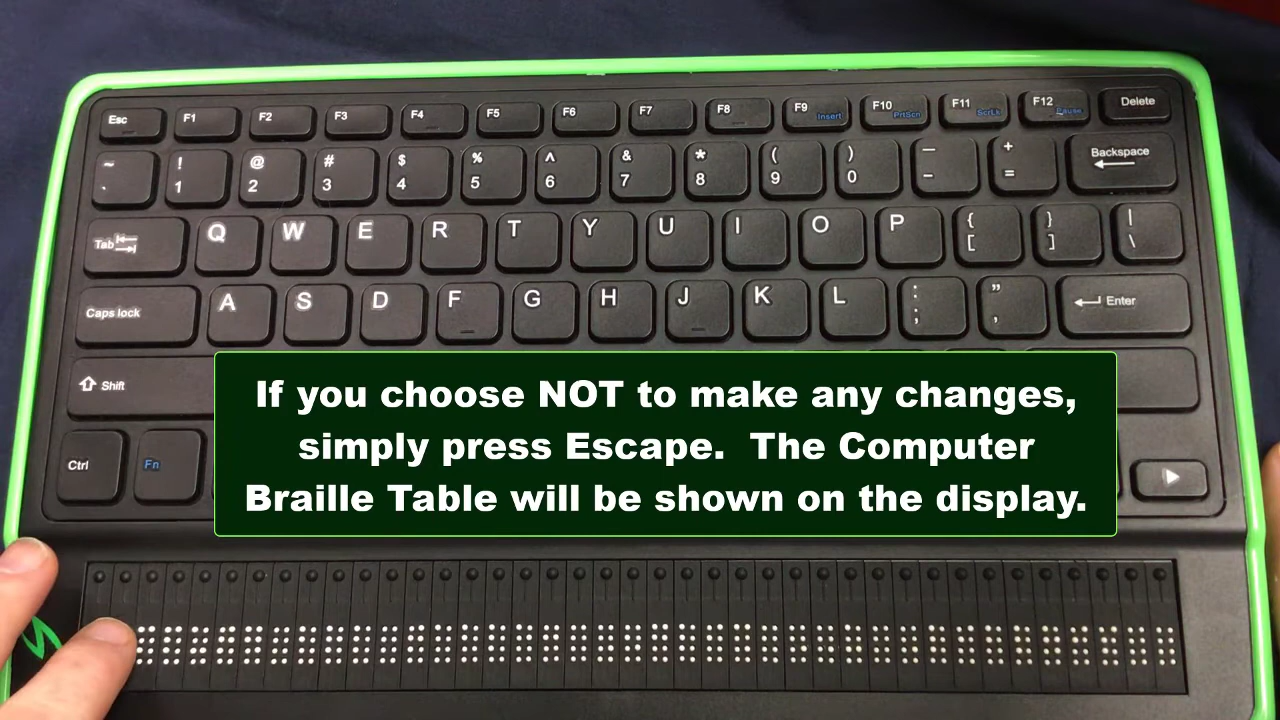 Esc F1 F2 F3 F4 F5 F6 F7 F8 F9 Insert F10 PrtScn F11 ScrLk F12 Pause Delete
~ ! @ # $ % ^ & * ( ) — + Backspace
` 1 2 3 4 5 6 7 8 9 0 – =
Tab Q W E R T Y U I O P { [ } ] | \
Caps lock A S D F G H J K L : ; " ' Enter
Shift
Ctrl Fn
If you choose NOT to make any changes,
simply press Escape.  The Computer
Braille Table will be shown on the display.